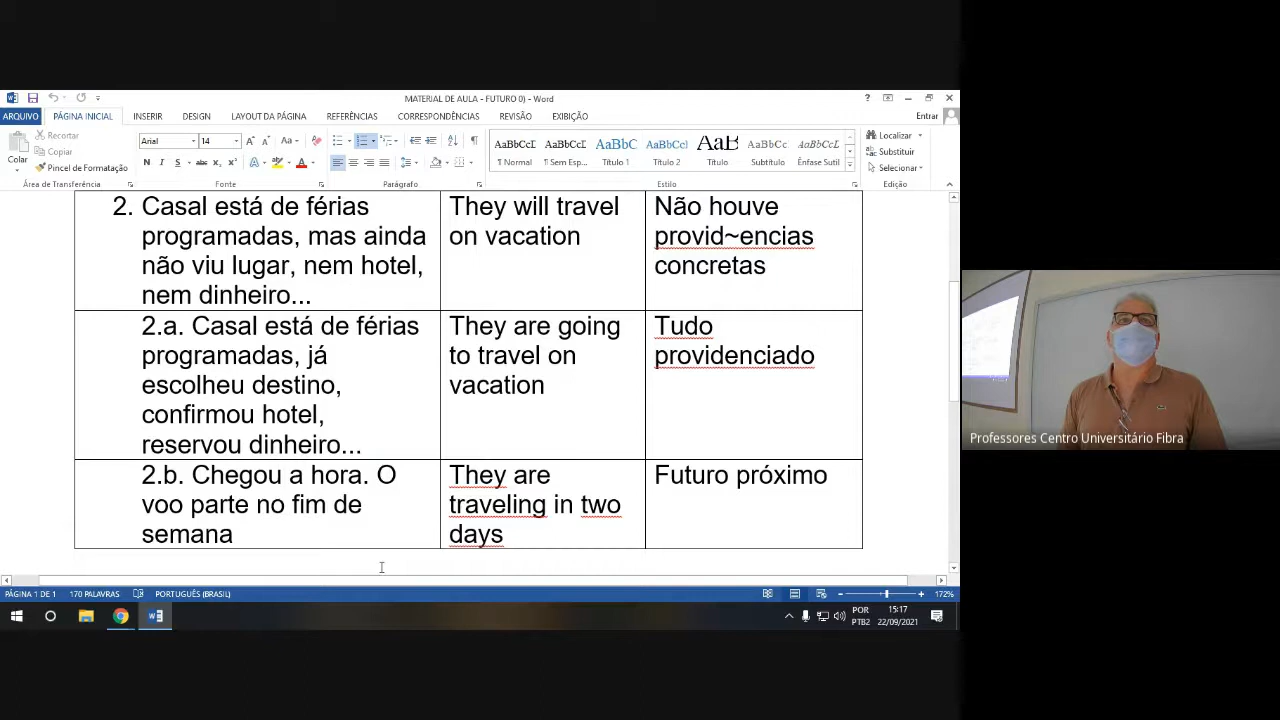 MATERIAL DE AULA - FUTURO 0) - Word
ARQUIVO PÁGINA INICIAL INSERIR DESIGN LAYOUT DA PÁGINA REFERÊNCIAS CORRESPONDÊNCIAS REVISÃO EXIBIÇÃO Entrar
Colar
Recortar
Copiar
Pincel de Formatação
Área de Transferência
Arial 14
N I S abc x₂ x²
Fonte
Parágrafo
AaBbCcI AaBbCcI AaBbC AaBbCcI AaB AaBbCc AaBbCcI
¶ Normal ¶ Sem Esp... Título 1 Título 2 Título Subtítulo Ênfase Sutil
Estilo
Localizar
Substituir
Selecionar
Edição
2. Casal está de férias
programadas, mas ainda
não viu lugar, nem hotel,
nem dinheiro...
They will travel
on vacation
Não houve
provid~encias
concretas
2.a. Casal está de férias
programadas, já
escolheu destino,
confirmou hotel,
reservou dinheiro...
They are going
to travel on
vacation
Tudo
providenciado
2.b. Chegou a hora. O
voo parte no fim de
semana
They are
traveling in two
days
Futuro próximo
PÁGINA 1 DE 1 170 PALAVRAS PORTUGUÊS (BRASIL) 172%
POR
PTB2
15:17
22/09/2021
Professores Centro Universitário Fibra